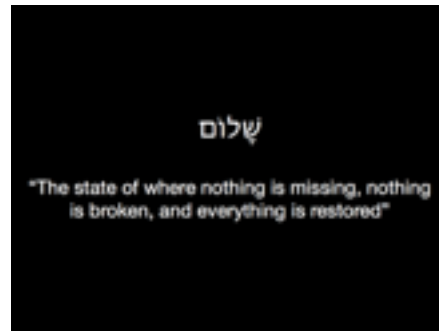 שָׁלוֹם
"The state of where nothing is missing, nothing
is broken, and everything is restored"